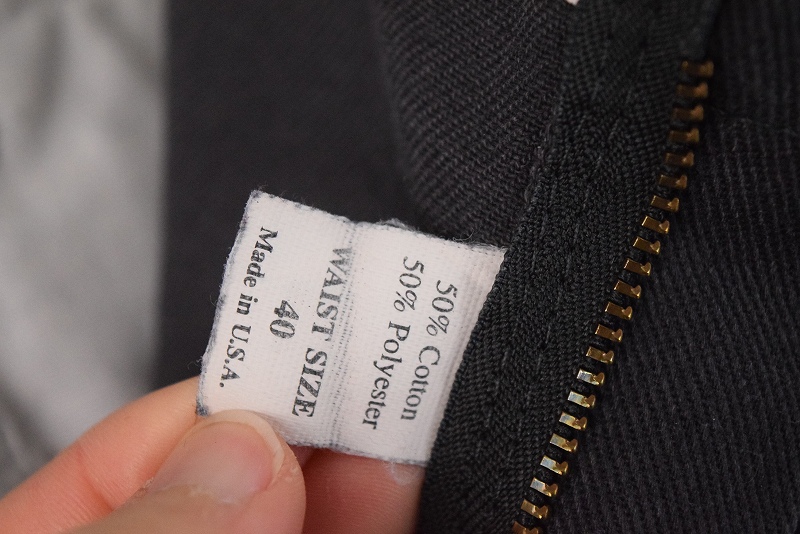 50% Cotton
50% Polyester
WAIST SIZE
40
Made in U.S.A.